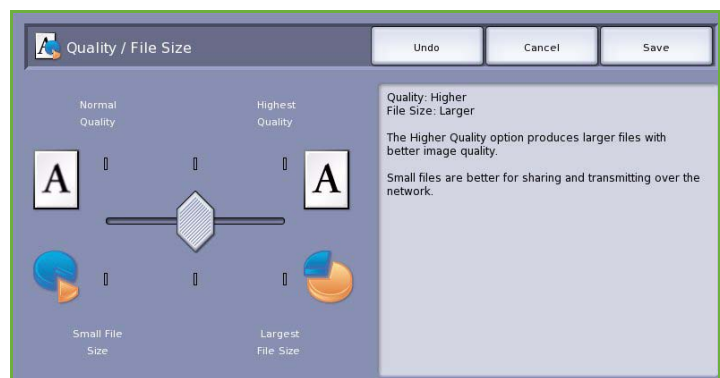 Quality / File Size
Undo
Cancel
Save
Normal
Quality
Highest
Quality
A
A
Small File
Size
Largest
File Size
Quality: Higher
File Size: Larger
The Higher Quality option produces larger files with
better image quality.
Small files are better for sharing and transmitting over the
network.